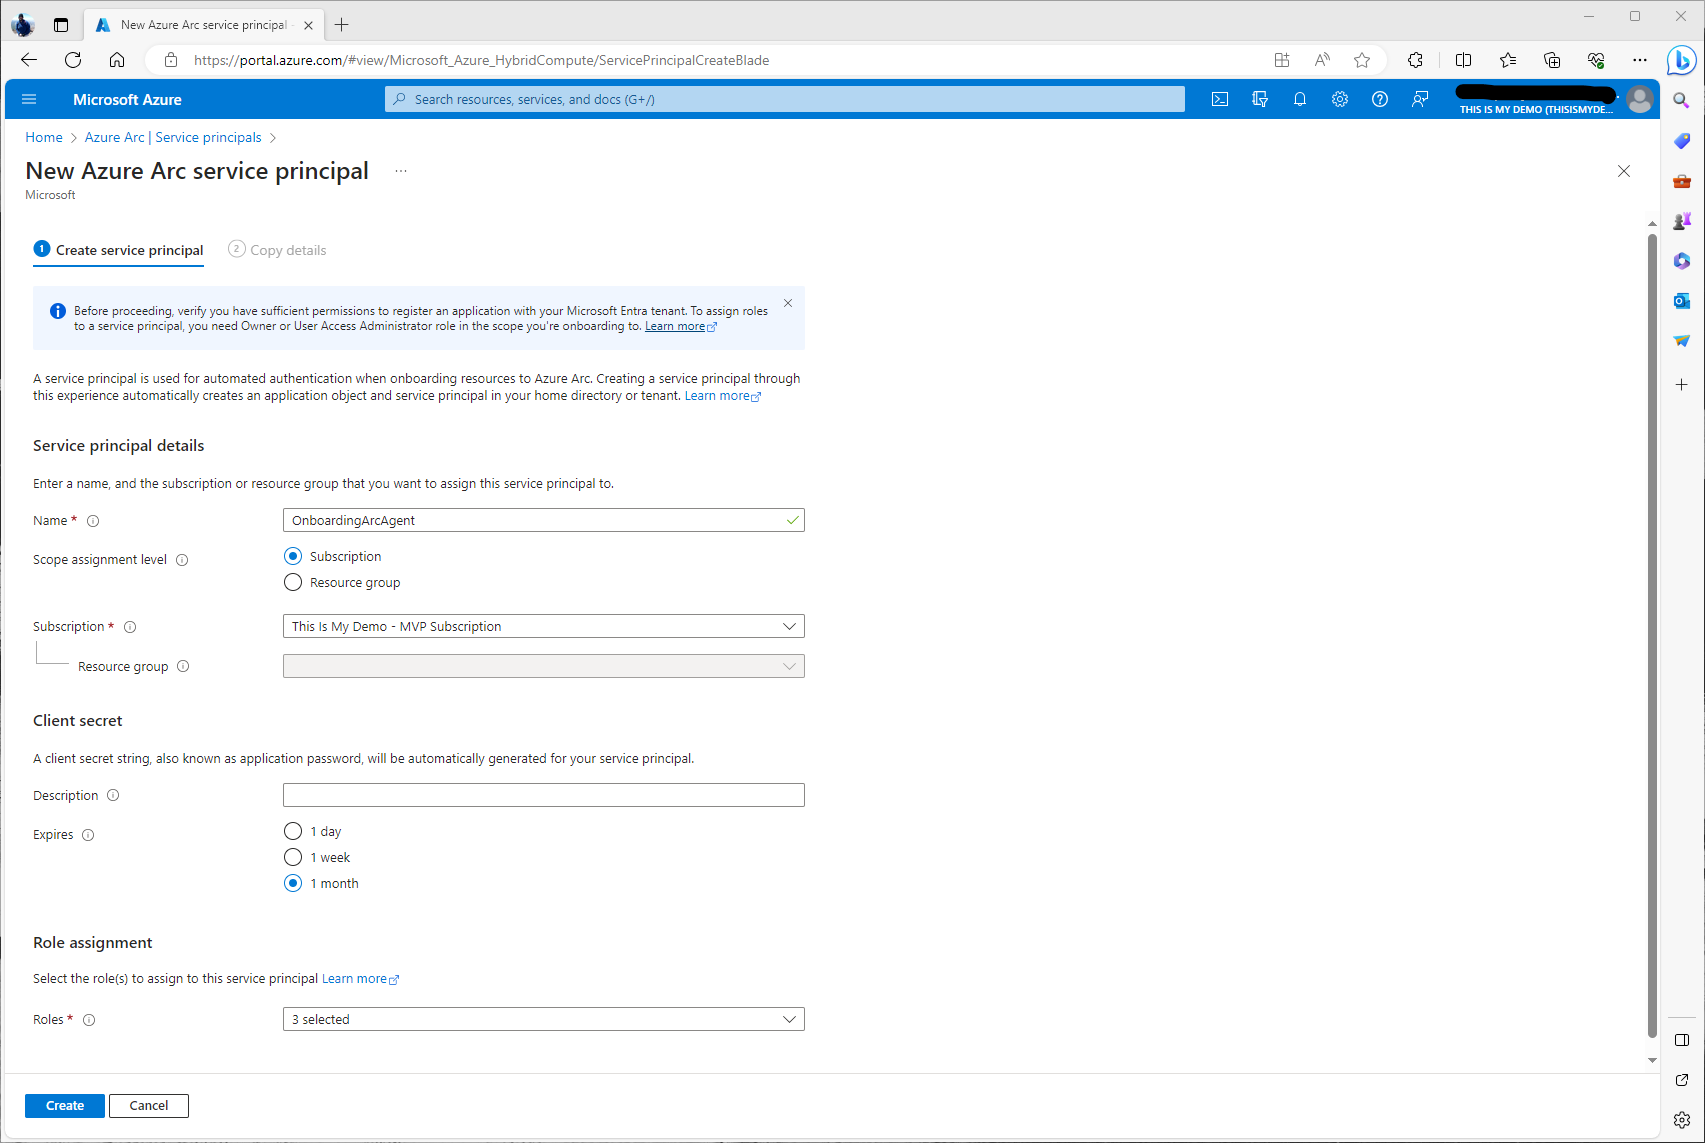 New Azure Arc service principal
https://portal.azure.com/#view/Microsoft_Azure_HybridCompute/ServicePrincipalCreateBlade
Microsoft Azure
Search resources, services, and docs (G+/)
THIS IS MY DEMO (THISISMYDE...
Home > Azure Arc | Service principals >
New Azure Arc service principal ...
Microsoft
1 Create service principal
2 Copy details
Before proceeding, verify you have sufficient permissions to register an application with your Microsoft Entra tenant. To assign roles
to a service principal, you need Owner or User Access Administrator role in the scope you're onboarding to. Learn more
A service principal is used for automated authentication when onboarding resources to Azure Arc. Creating a service principal through
this experience automatically creates an application object and service principal in your home directory or tenant. Learn more
Service principal details
Enter a name, and the subscription or resource group that you want to assign this service principal to.
Name *
OnboardingArcAgent
Scope assignment level
Subscription
Resource group
Subscription *
This Is My Demo - MVP Subscription
Resource group
Client secret
A client secret string, also known as application password, will be automatically generated for your service principal.
Description
Expires
1 day
1 week
1 month
Role assignment
Select the role(s) to assign to this service principal Learn more
Roles *
3 selected
Create
Cancel